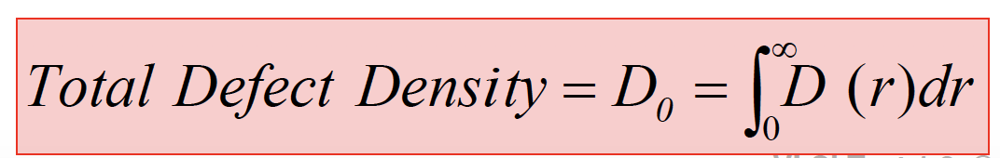 Total Defect Density = D₀ = ∫₀^∞ D (r)dr